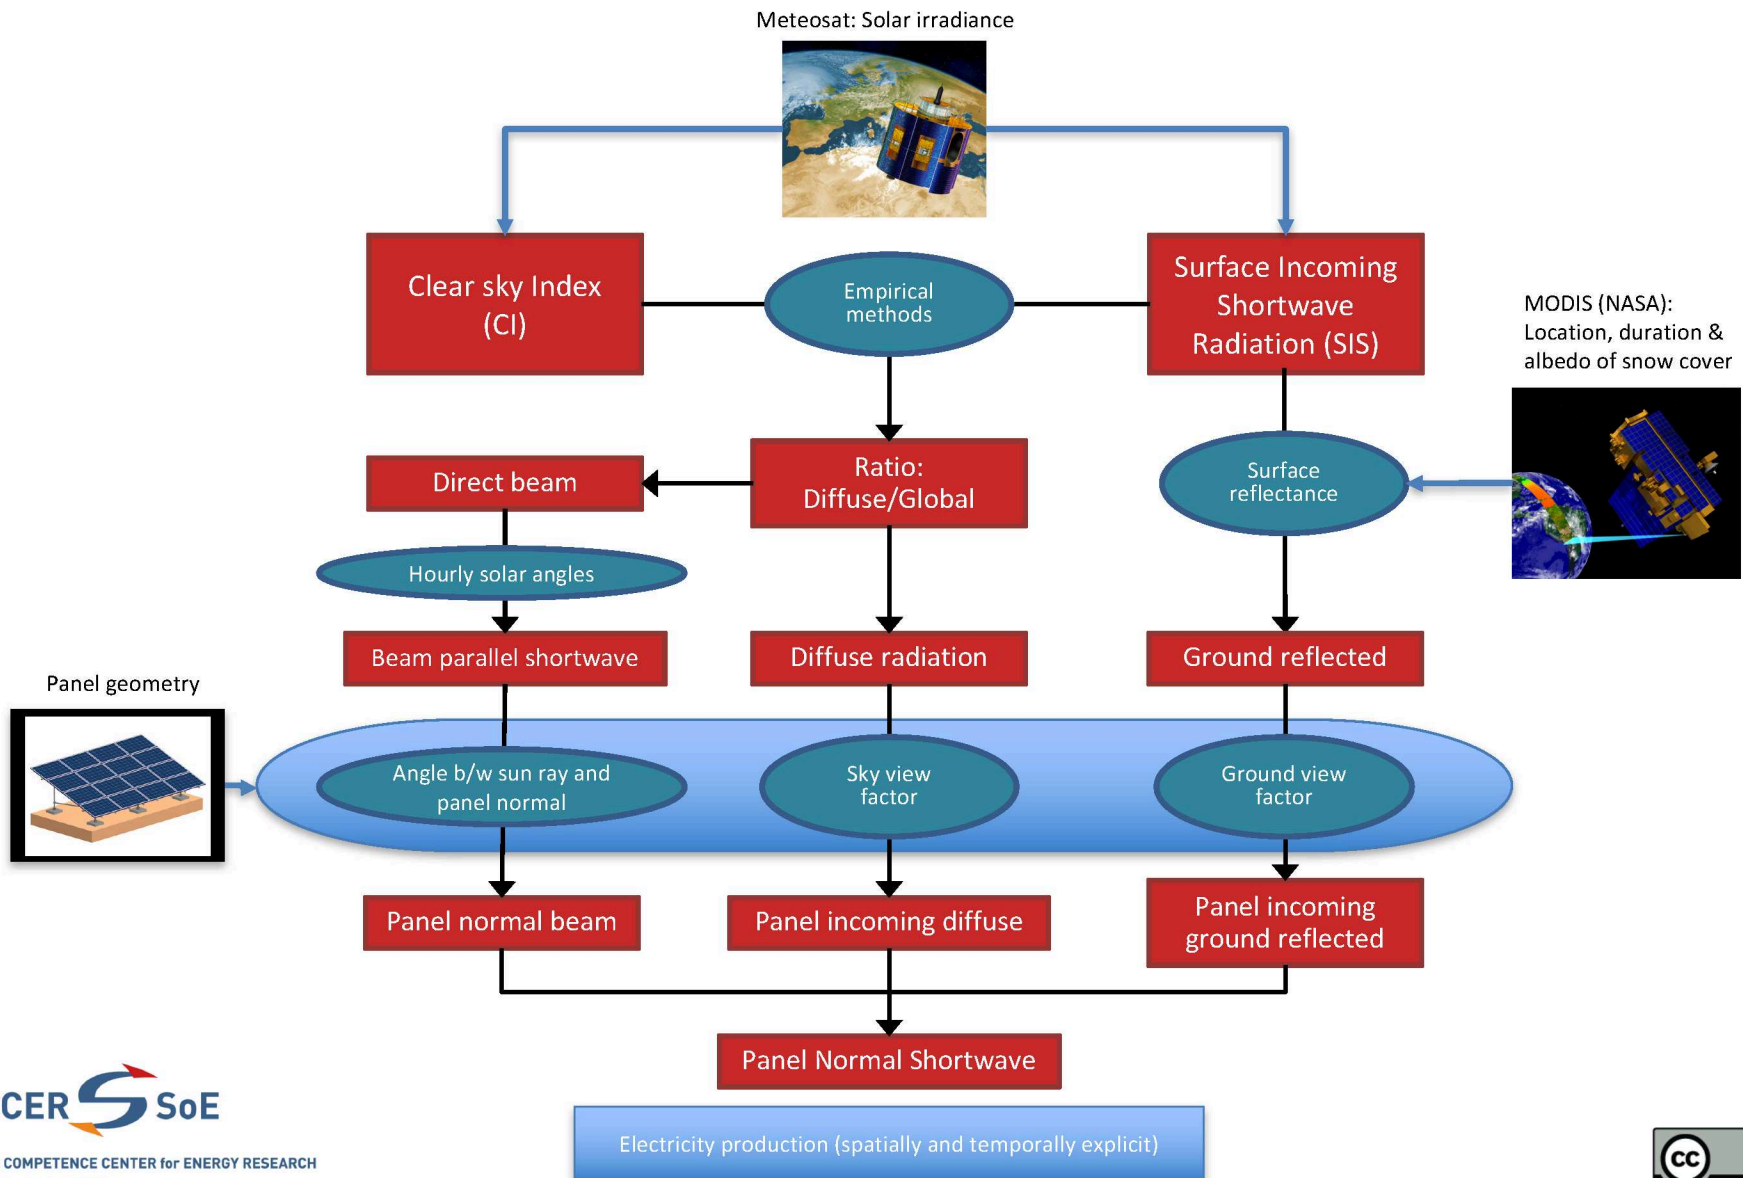 Meteosat: Solar irradiance
Clear sky Index
(CI)
Empirical
methods
Surface Incoming
Shortwave
Radiation (SIS)
MODIS (NASA):
Location, duration &
albedo of snow cover
Direct beam
Ratio:
Diffuse/Global
Surface
reflectance
Hourly solar angles
Beam parallel shortwave
Diffuse radiation
Ground reflected
Panel geometry
Angle b/w sun ray and
panel normal
Sky view
factor
Ground view
factor
Panel normal beam
Panel incoming diffuse
Panel incoming
ground reflected
Panel Normal Shortwave
CER SoE
COMPETENCE CENTER for ENERGY RESEARCH
Electricity production (spatially and temporally explicit)
cc